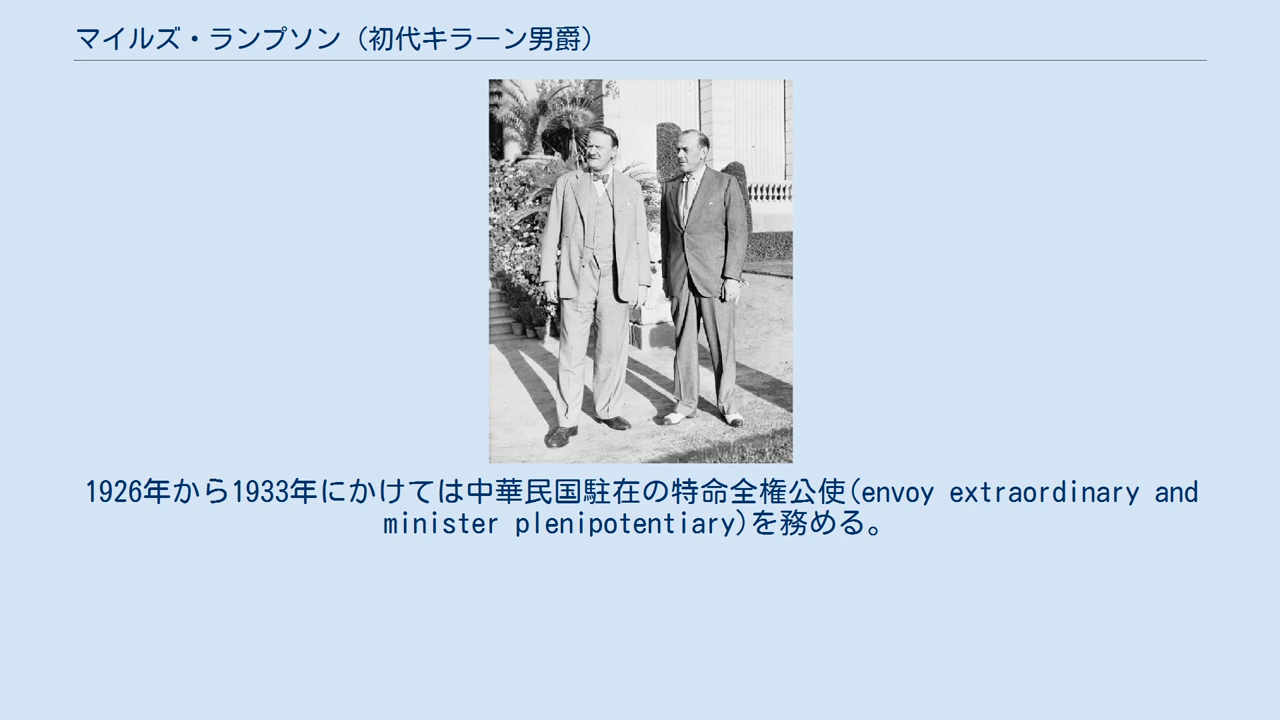 マイルズ・ランプソン（初代キラーン男爵）
1926年から1933年にかけては中華民国駐在の特命全権公使(envoy extraordinary and
minister plenipotentiary)を務める。